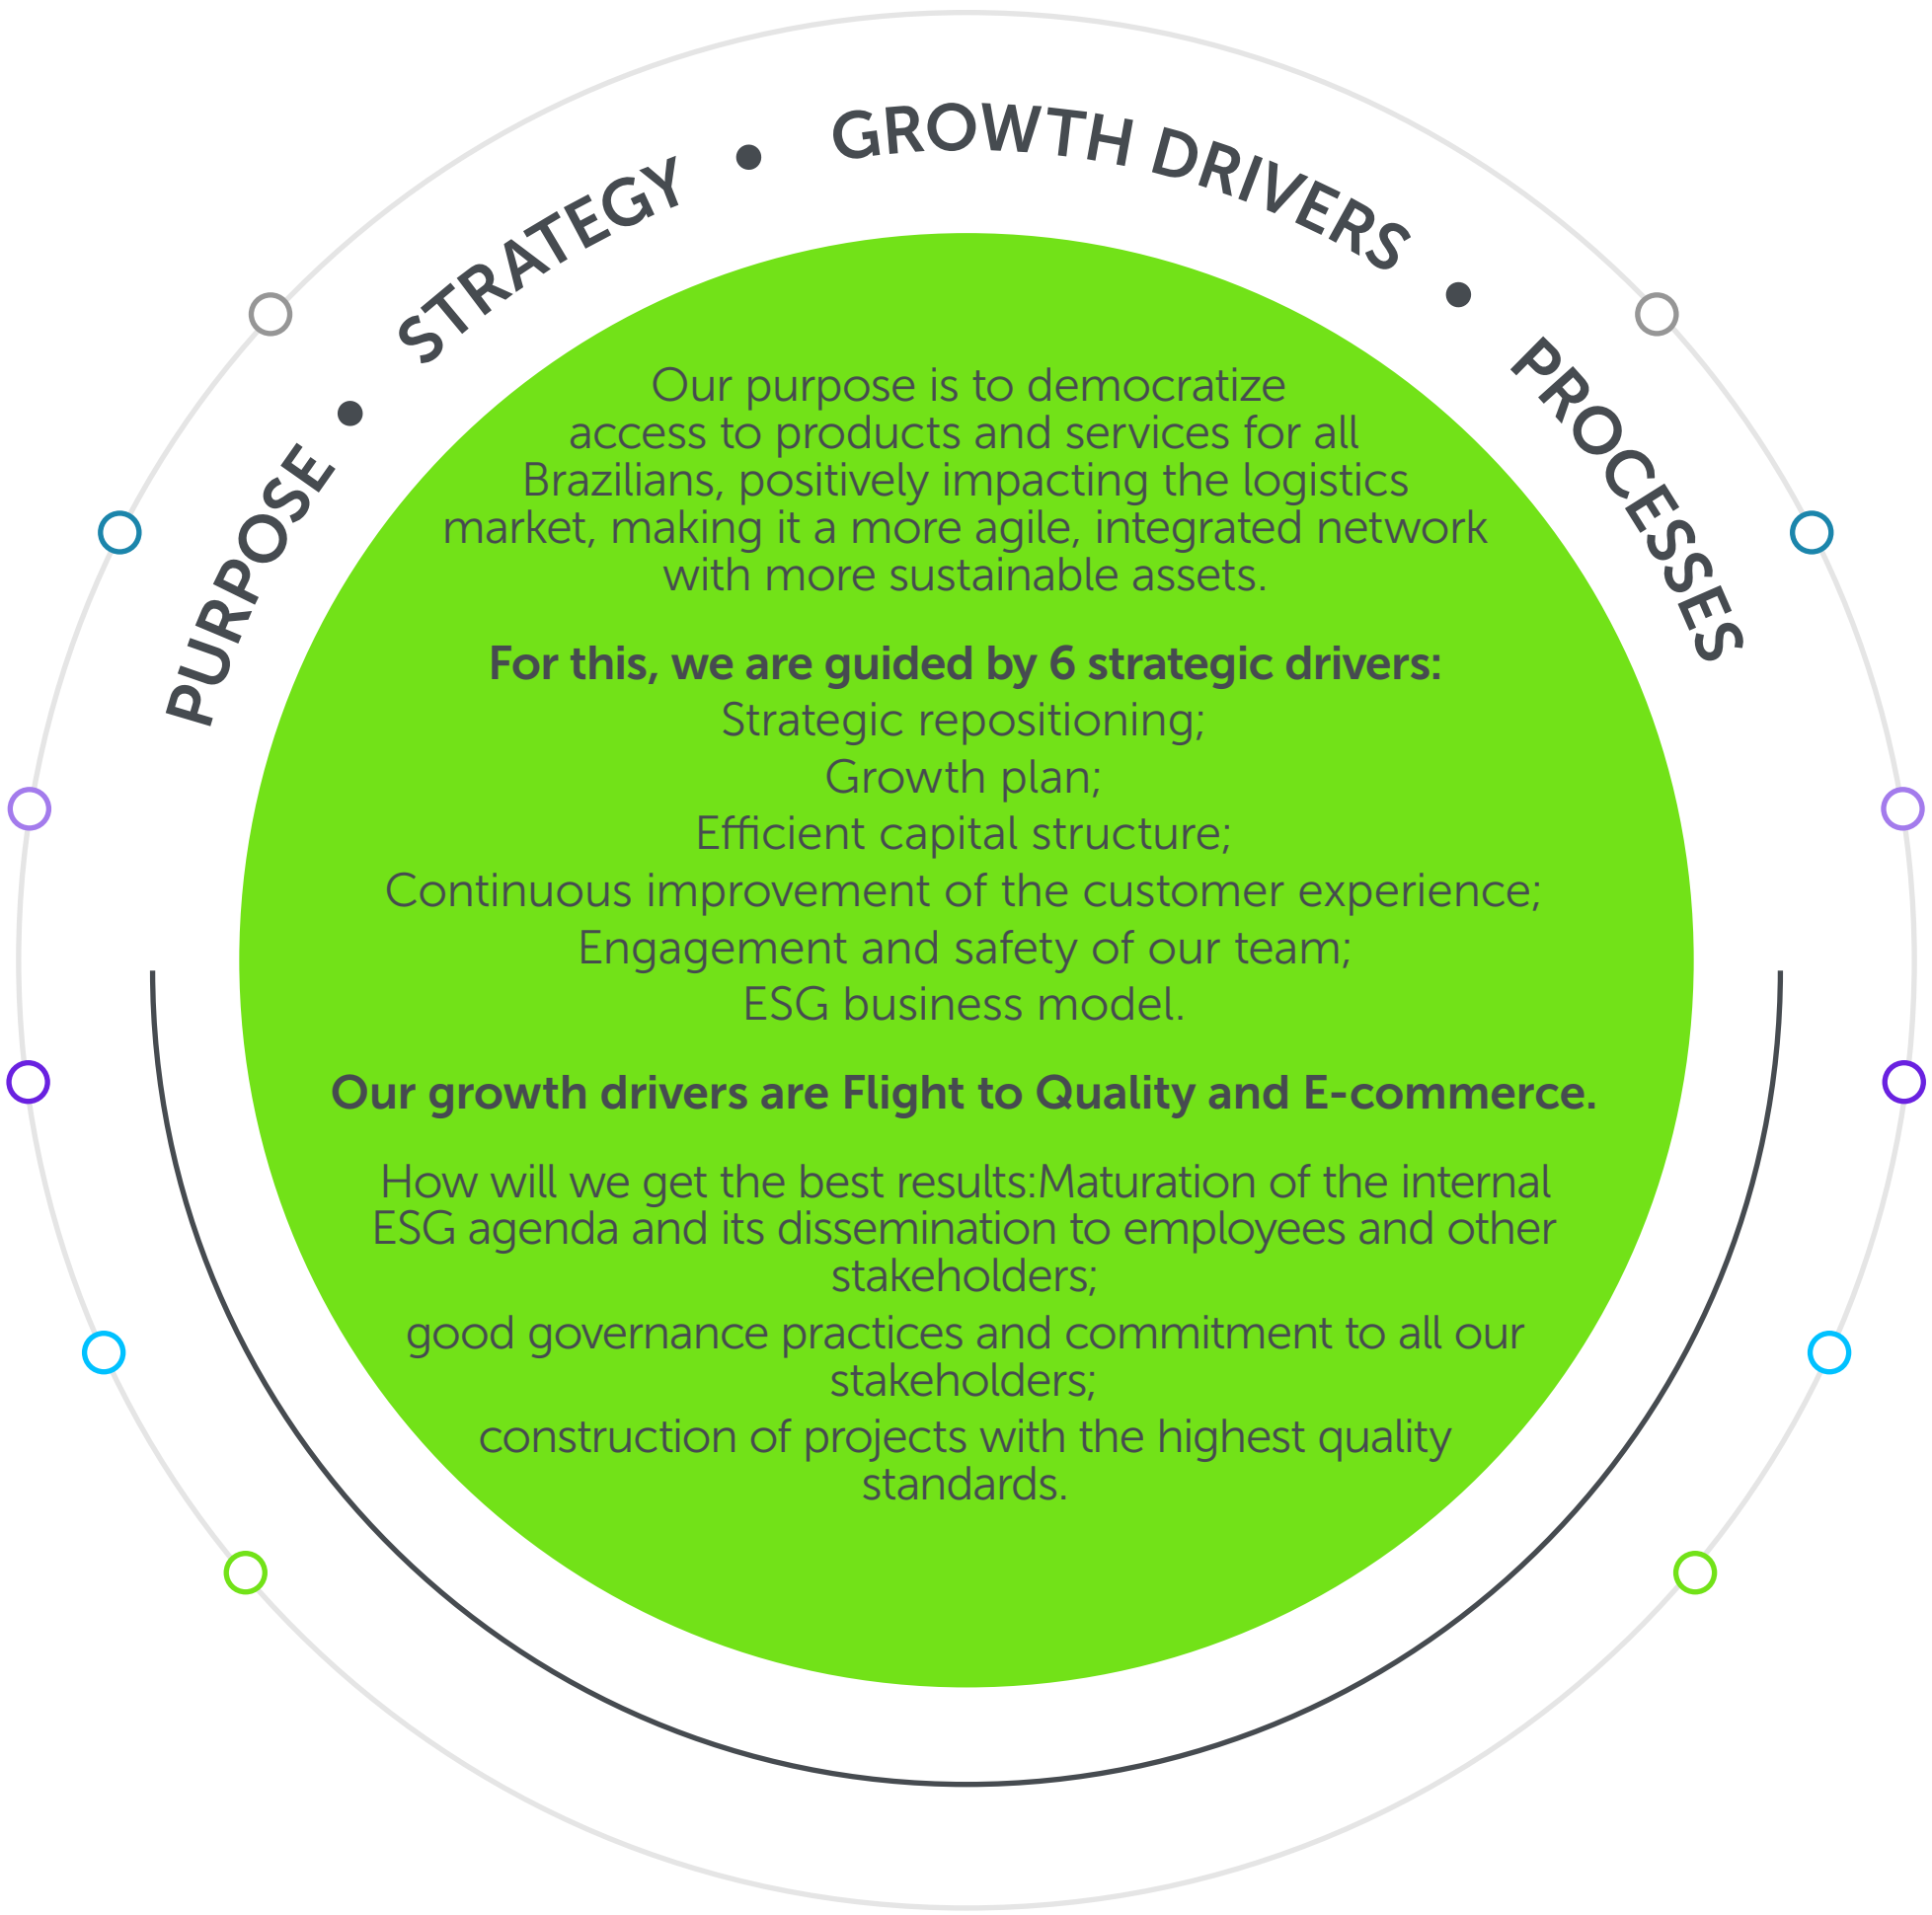 PURPOSE • STRATEGY • GROWTH DRIVERS • PROCESSES
Our purpose is to democratize
access to products and services for all
Brazilians, positively impacting the logistics
market, making it a more agile, integrated network
with more sustainable assets.
For this, we are guided by 6 strategic drivers:
Strategic repositioning;
Growth plan;
Efficient capital structure;
Continuous improvement of the customer experience;
Engagement and safety of our team;
ESG business model.
Our growth drivers are Flight to Quality and E-commerce.
How will we get the best results:Maturation of the internal
ESG agenda and its dissemination to employees and other
stakeholders;
good governance practices and commitment to all our
stakeholders;
construction of projects with the highest quality
standards.